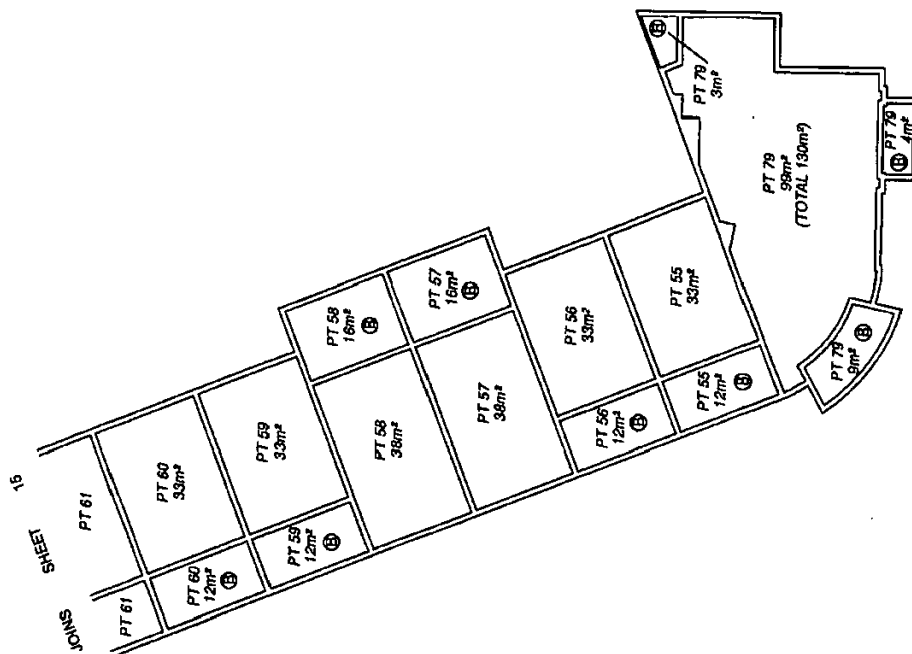 B
PT 79
3m²
PT 79
99m²
(TOTAL 130m²)
PT 79
4m²
B
PT 79
9m²
B
PT 55
33m²
PT 55
12m²
B
PT 56
33m²
PT 56
12m²
B
PT 57
16m²
B
PT 57
38m²
PT 58
16m²
B
PT 58
38m²
PT 59
33m²
PT 59
12m²
B
PT 60
33m²
PT 60
12m²
B
PT 61
PT 61
JOINS SHEET 15